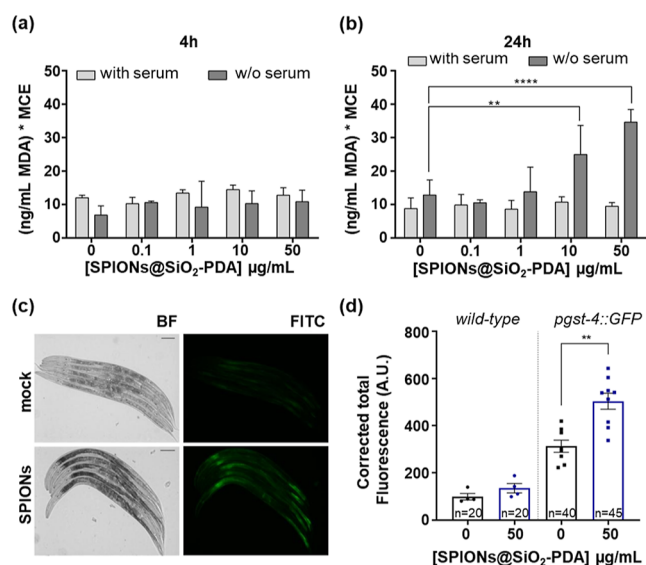 (a)
4h
with serum
w/o serum
(ng/mL MDA) * MCE
50
40
30
20
10
0
0 0.1 1 10 50
[SPIONs@SiO₂-PDA] µg/mL
(b)
24h
with serum
w/o serum
****
**
(ng/mL MDA) * MCE
50
40
30
20
10
0
0 0.1 1 10 50
[SPIONs@SiO₂-PDA] µg/mL
(c)
BF
FITC
mock
SPIONs
(d)
wild-type
pgst-4::GFP
**
Corrected total
Fluorescence (A.U.)
800
600
400
200
0
n=20 n=20 n=40 n=45
0 50 0 50
[SPIONs@SiO₂-PDA] µg/mL